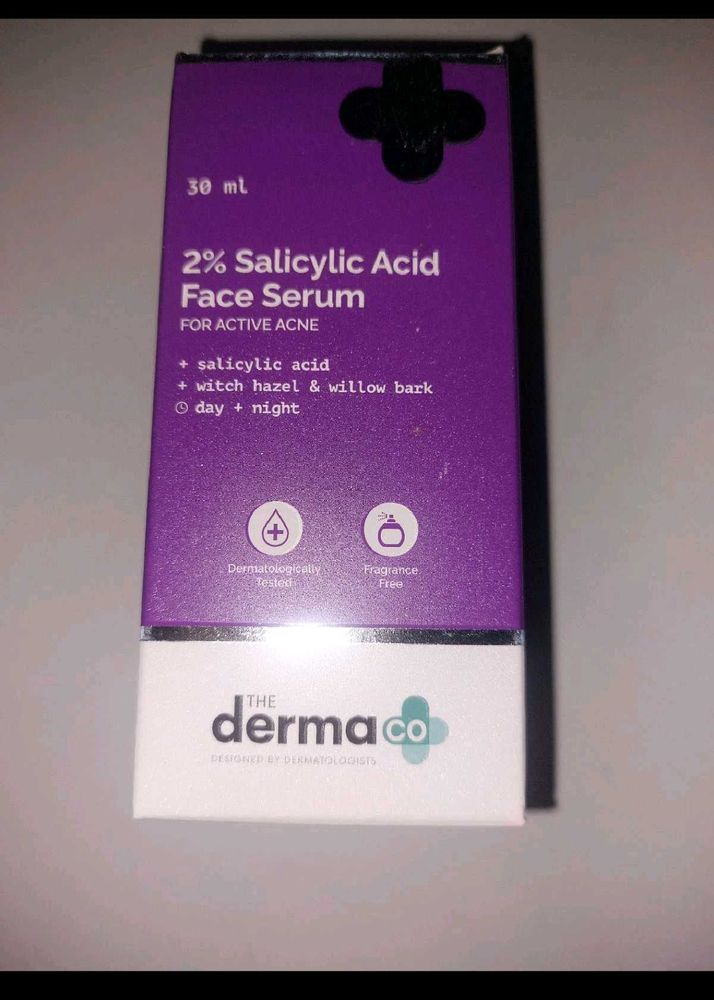 30 ml
2% Salicylic Acid
Face Serum
FOR ACTIVE ACNE
+ salicylic acid
+ witch hazel & willow bark
day + night
Dermatologically
Tested
Fragrance
Free
THE
derma co
DESIGNED BY DERMATOLOGISTS